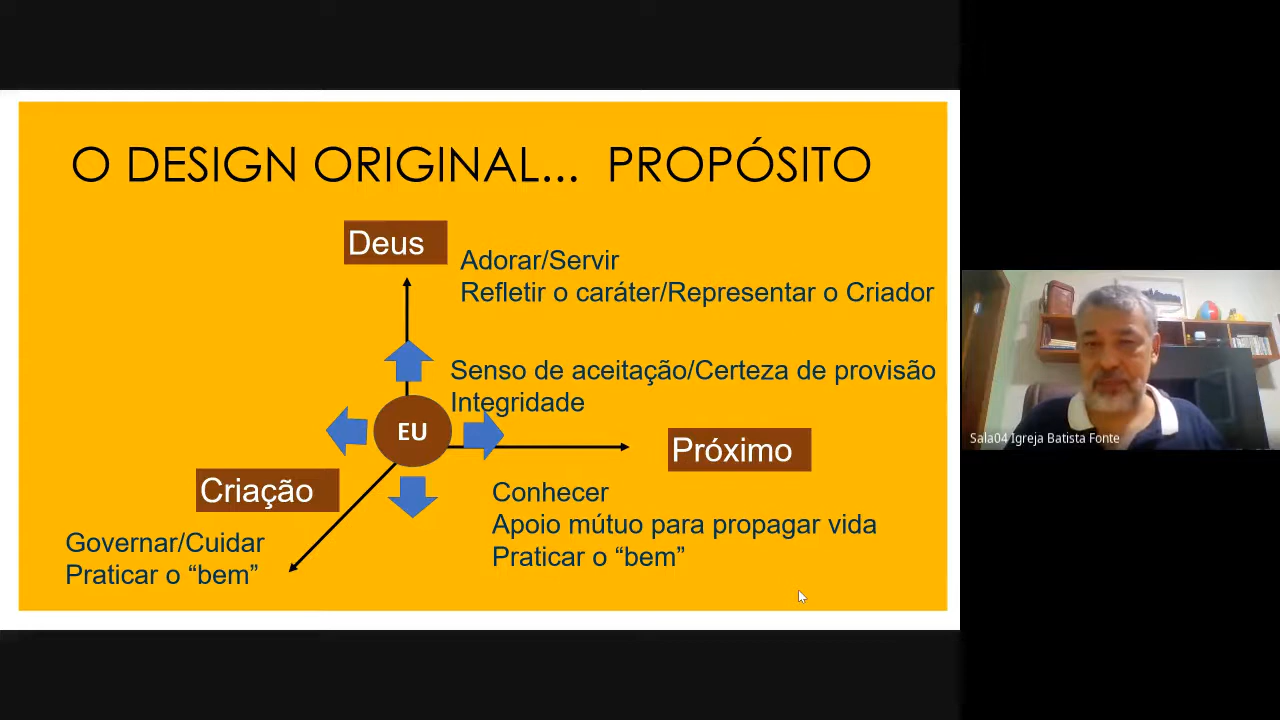 O DESIGN ORIGINAL... PROPÓSITO
Deus
Adorar/Servir
Refletir o caráter/Representar o Criador
Senso de aceitação/Certeza de provisão
Integridade
EU
Próximo
Criação
Conhecer
Apoio mútuo para propagar vida
Praticar o “bem”
Governar/Cuidar
Praticar o “bem”
Sala04 Igreja Batista Fonte